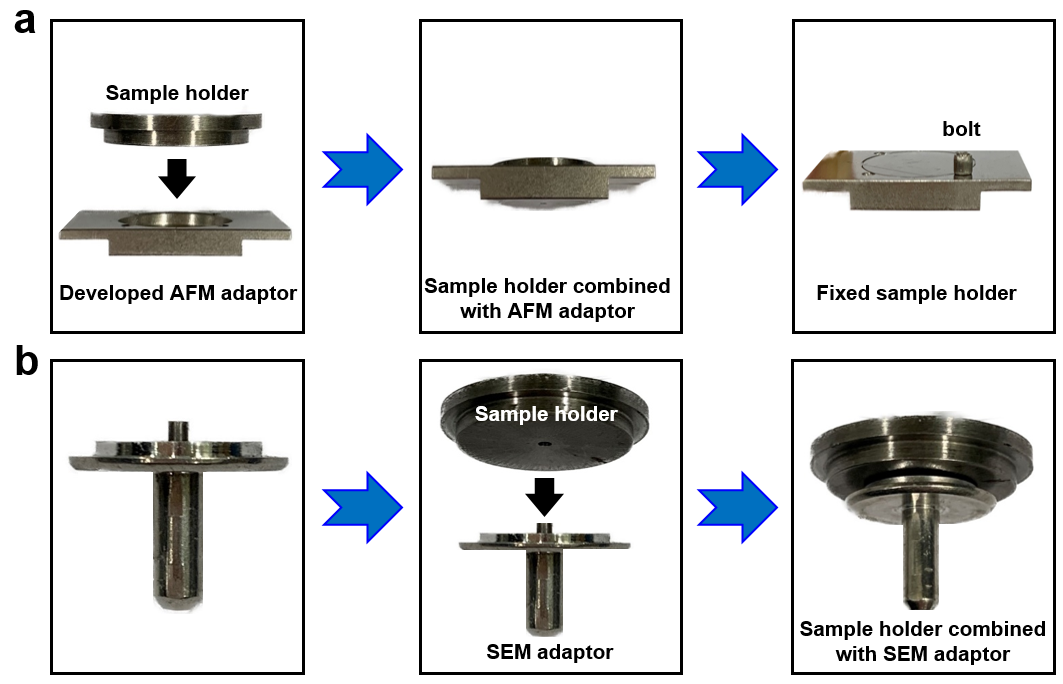 a
Sample holder
Developed AFM adaptor
Sample holder combined
with AFM adaptor
bolt
Fixed sample holder
b
Sample holder
SEM adaptor
Sample holder combined
with SEM adaptor